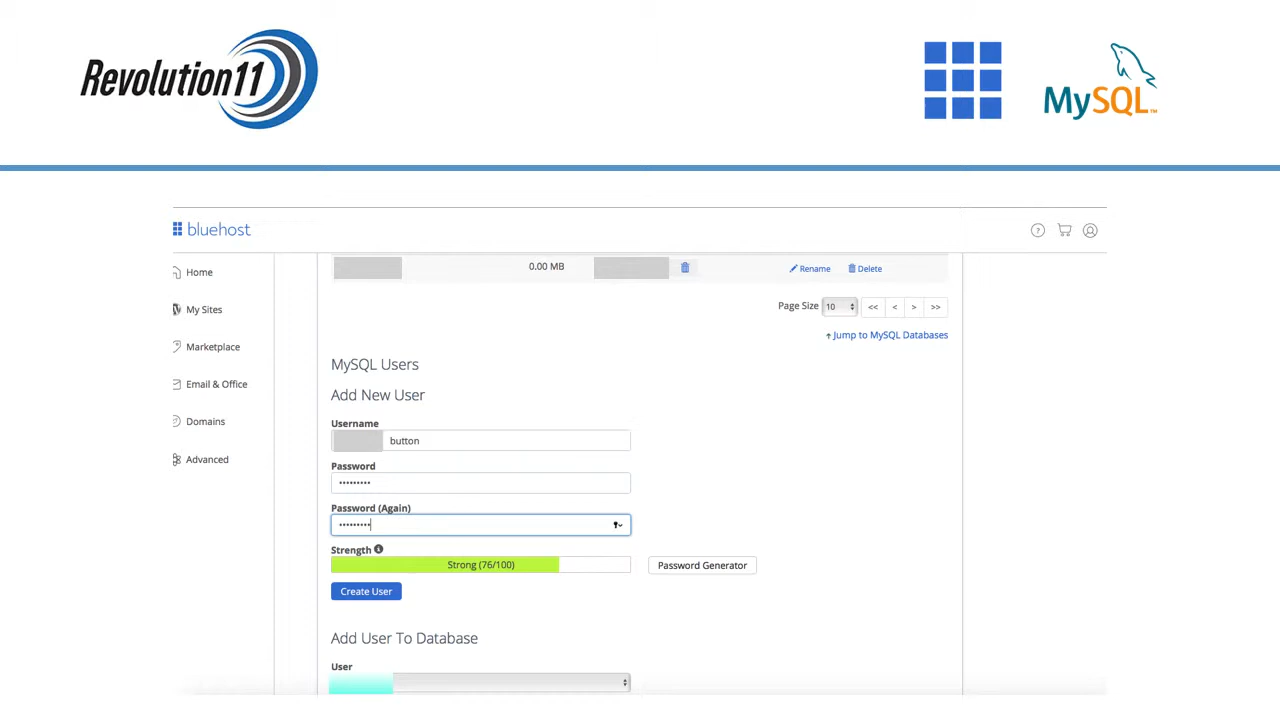 Revolution11
MySQL™
bluehost
?
Home
My Sites
Marketplace
Email & Office
Domains
Advanced
0.00 MB
Rename
Delete
Page Size 10 << < > >>
↑ Jump to MySQL Databases
MySQL Users
Add New User
Username
button
Password
•••••••••
Password (Again)
•••••••••
Strength
Strong (76/100)
Password Generator
Create User
Add User To Database
User